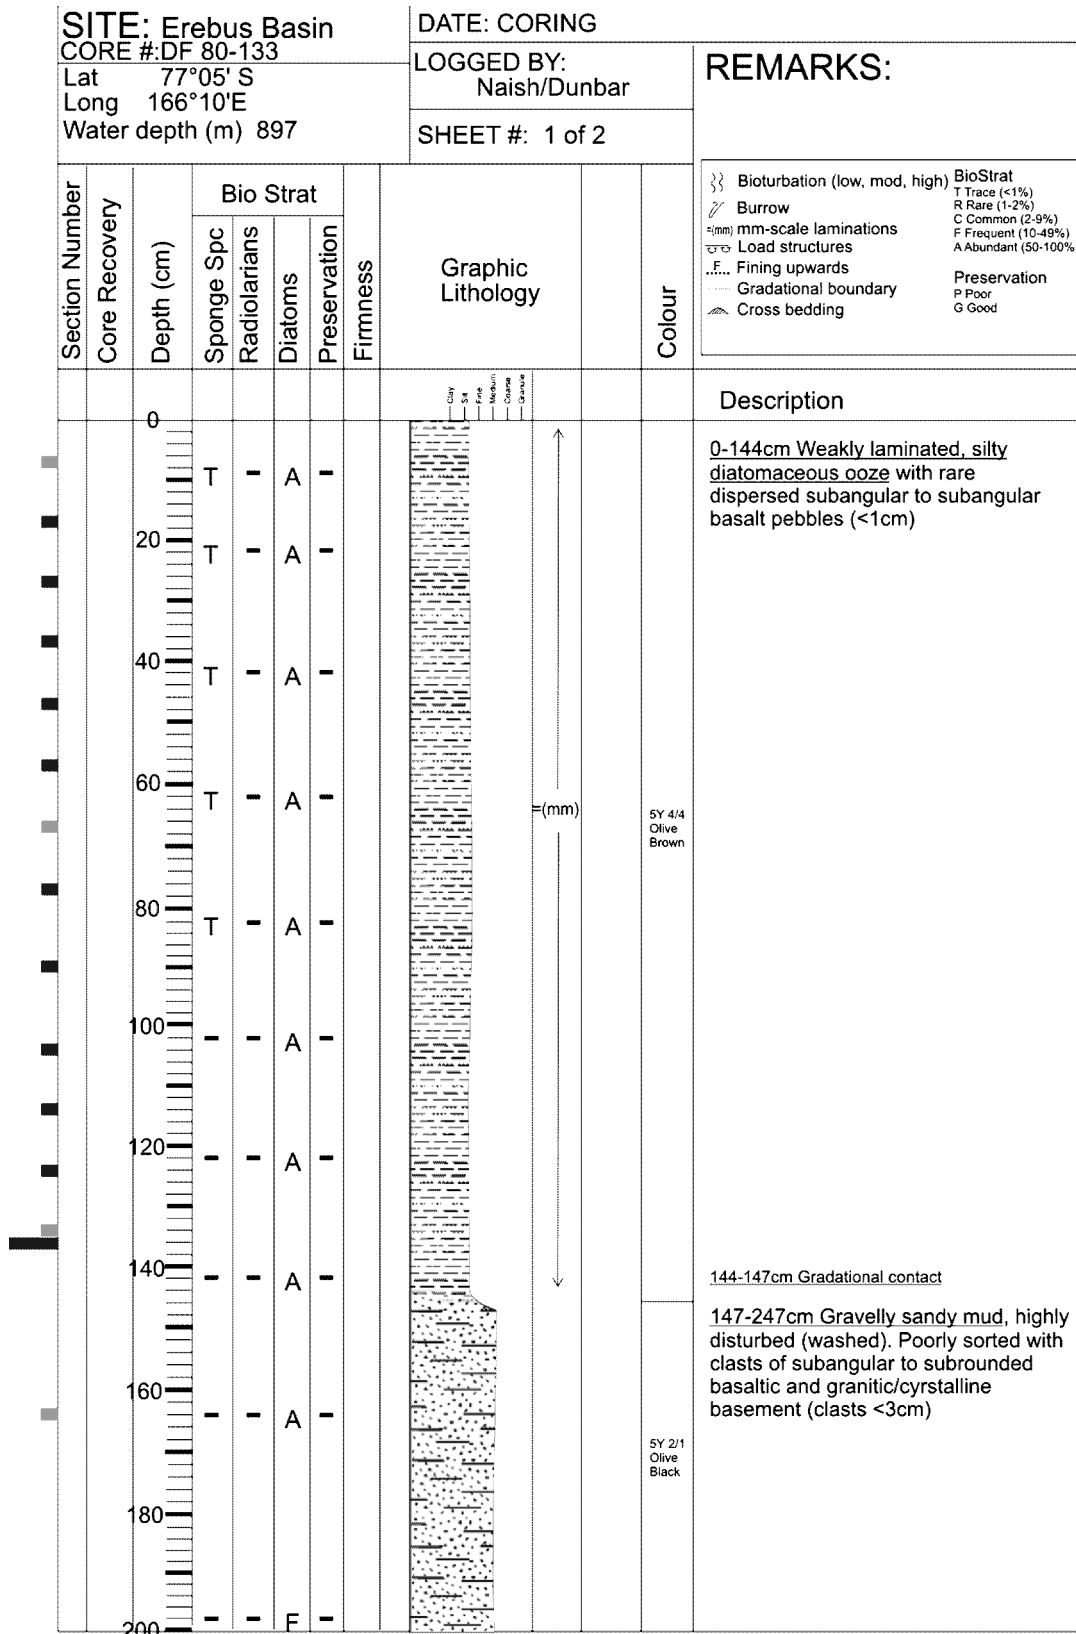 SITE: Erebus Basin
CORE #:DF 80-133
Lat 77°05' S
Long 166°10'E
Water depth (m) 897
DATE: CORING
LOGGED BY:
Naish/Dunbar
SHEET #: 1 of 2
REMARKS:
Bioturbation (low, mod, high)
Burrow
=(mm) mm-scale laminations
Load structures
..F.. Fining upwards
Gradational boundary
Cross bedding
BioStrat
T Trace (<1%)
R Rare (1-2%)
C Common (2-9%)
F Frequent (10-49%)
A Abundant (50-100%
Preservation
P Poor
G Good
Section Number
Core Recovery
Depth (cm)
Bio Strat
Sponge Spc
Radiolarians
Diatoms
Preservation
Firmness
Graphic
Lithology
Colour
Clay
Silt
Fine
Medium
Coarse
Granule
Description
0
T - A -
20
T - A -
40
T - A -
60
T - A -
80
T - A -
100
- - A -
120
- - A -
140
- - A -
160
- - A -
180
- - F -
200
=(mm)
5Y 4/4
Olive
Brown
5Y 2/1
Olive
Black
0-144cm Weakly laminated, silty
diatomaceous ooze with rare
dispersed subangular to subangular
basalt pebbles (<1cm)
144-147cm Gradational contact
147-247cm Gravelly sandy mud, highly
disturbed (washed). Poorly sorted with
clasts of subangular to subrounded
basaltic and granitic/cyrstalline
basement (clasts <3cm)